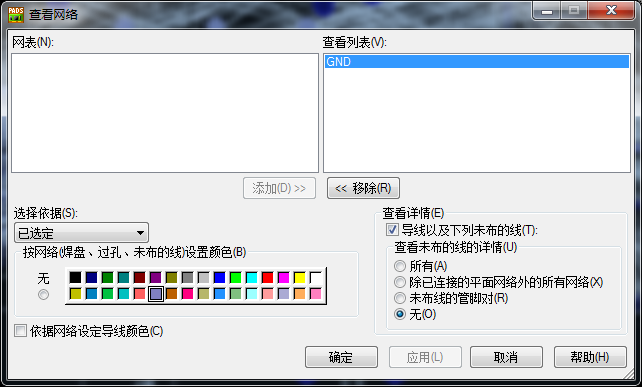 PADS
查看网络
网表(N):
查看列表(V):
GND
添加(D) >>
<< 移除(R)
选择依据(S):
已选定
按网络(焊盘、过孔、未布的线)设置颜色(B)
无
依据网络设定导线颜色(C)
查看详情(E)
导线以及下列未布的线(T):
查看未布的线的详情(U)
所有(A)
除已连接的平面网络外的所有网络(X)
未布线的管脚对(R)
无(O)
确定
应用(L)
取消
帮助(H)